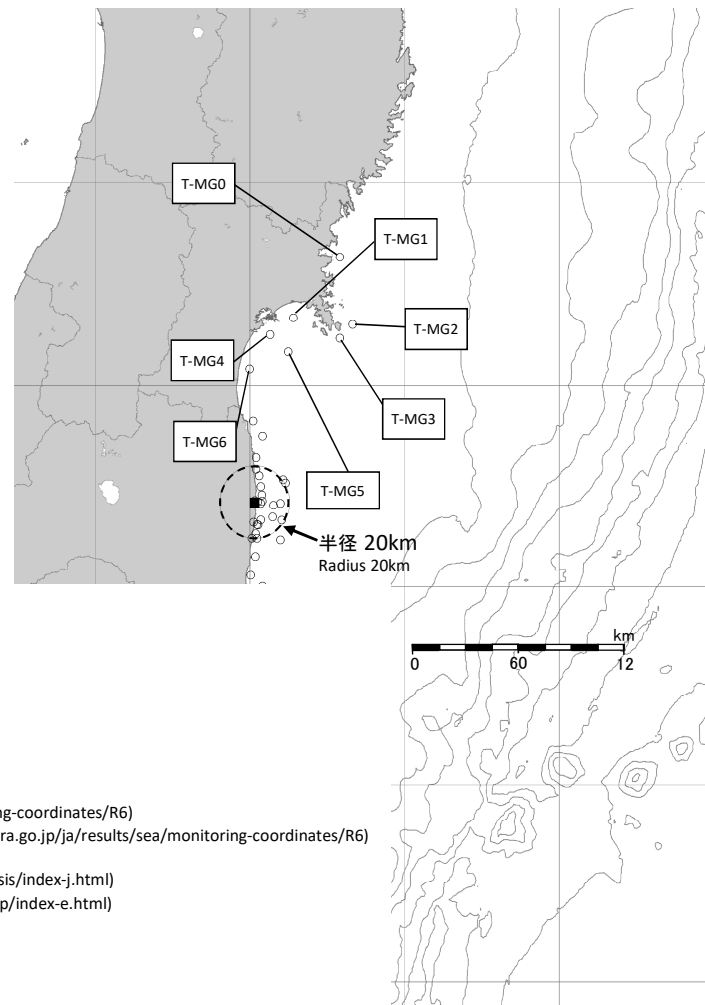 T-MG0
T-MG1
T-MG2
T-MG4
T-MG3
T-MG6
T-MG5
半径 20km
Radius 20km
km
0 60 12
ng-coordinates/R6)
ra.go.jp/ja/results/sea/monitoring-coordinates/R6)
sis/index-j.html)
p/index-e.html)